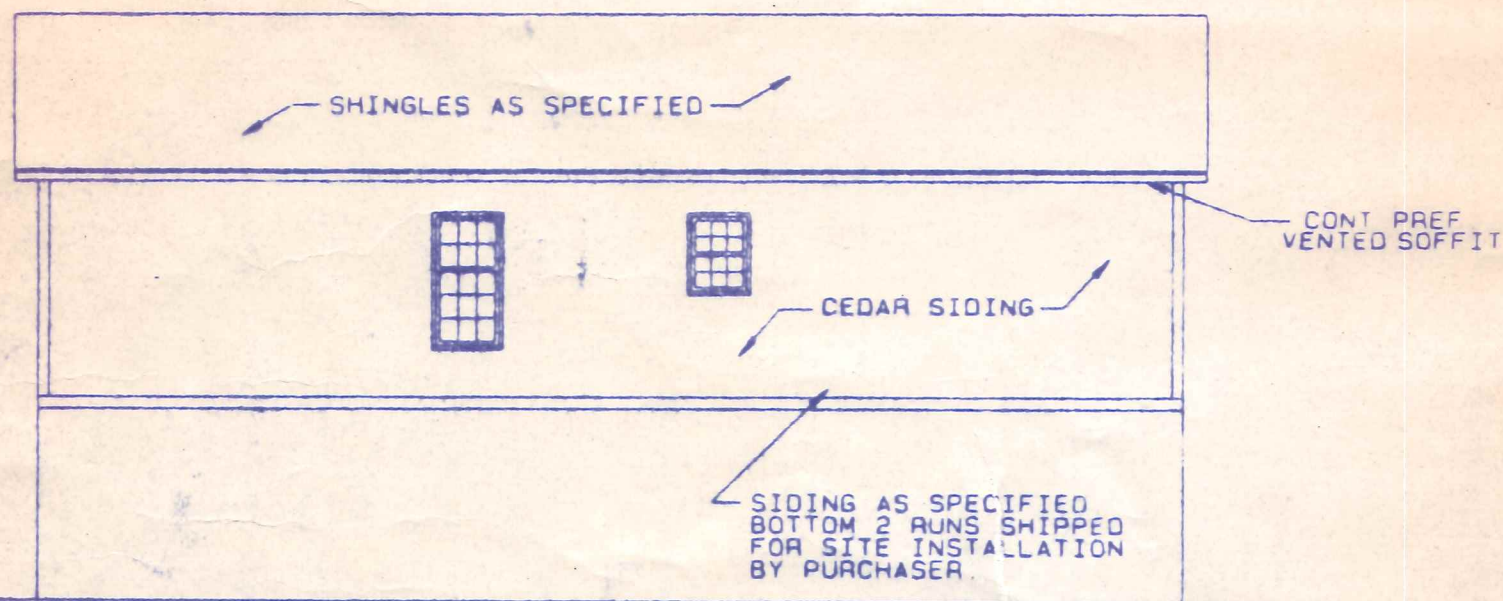 SHINGLES AS SPECIFIED
CONT PREF
VENTED SOFFIT
CEDAR SIDING
SIDING AS SPECIFIED
BOTTOM 2 RUNS SHIPPED
FOR SITE INSTALLATION
BY PURCHASER